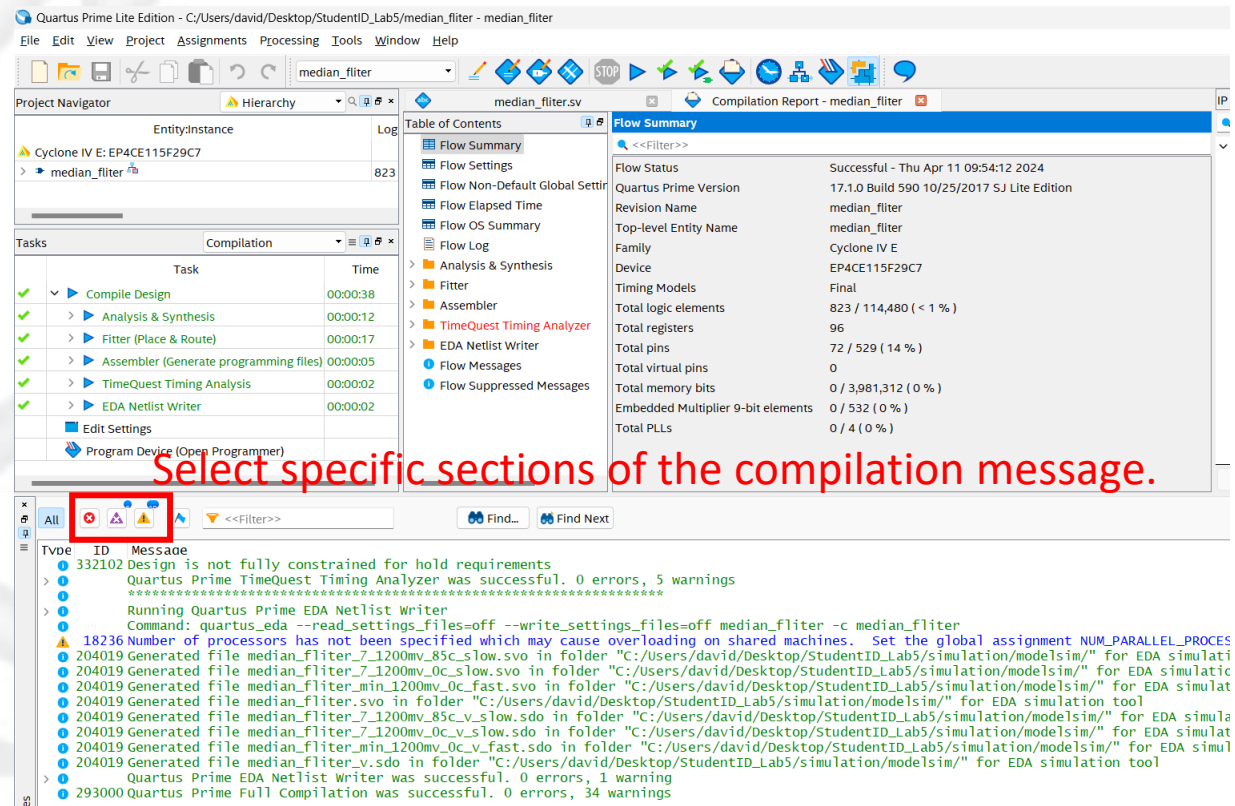 Quartus Prime Lite Edition - C:/Users/david/Desktop/StudentID_Lab5/median_fliter - median_fliter
File Edit View Project Assignments Processing Tools Window Help
median_fliter
STOP
Project Navigator
Hierarchy
Entity:Instance
Log
Cyclone IV E: EP4CE115F29C7
median_fliter
823
Tasks
Compilation
Task
Time
Compile Design 00:00:38
Analysis & Synthesis 00:00:12
Fitter (Place & Route) 00:00:17
Assembler (Generate programming files) 00:00:05
TimeQuest Timing Analysis 00:00:02
EDA Netlist Writer 00:00:02
Edit Settings
Program Device (Open Programmer)
median_fliter.sv
Compilation Report - median_fliter
IP
Table of Contents
Flow Summary
Flow Settings
Flow Non-Default Global Settin
Flow Elapsed Time
Flow OS Summary
Flow Log
Analysis & Synthesis
Fitter
Assembler
TimeQuest Timing Analyzer
EDA Netlist Writer
Flow Messages
Flow Suppressed Messages
Flow Summary
<<Filter>>
Flow Status Successful - Thu Apr 11 09:54:12 2024
Quartus Prime Version 17.1.0 Build 590 10/25/2017 SJ Lite Edition
Revision Name median_fliter
Top-level Entity Name median_fliter
Family Cyclone IV E
Device EP4CE115F29C7
Timing Models Final
Total logic elements 823 / 114,480 ( < 1 % )
Total registers 96
Total pins 72 / 529 ( 14 % )
Total virtual pins 0
Total memory bits 0 / 3,981,312 ( 0 % )
Embedded Multiplier 9-bit elements 0 / 532 ( 0 % )
Total PLLs 0 / 4 ( 0 % )
Select specific sections of the compilation message.
All
<<Filter>>
Find...
Find Next
Type ID Message
332102 Design is not fully constrained for hold requirements
Quartus Prime TimeQuest Timing Analyzer was successful. 0 errors, 5 warnings
*******************************************************************
Running Quartus Prime EDA Netlist Writer
Command: quartus_eda --read_settings_files=off --write_settings_files=off median_fliter -c median_fliter
18236 Number of processors has not been specified which may cause overloading on shared machines.  Set the global assignment NUM_PARALLEL_PROCES
204019 Generated file median_fliter_7_1200mv_85c_slow.svo in folder "C:/Users/david/Desktop/StudentID_Lab5/simulation/modelsim/" for EDA simulati
204019 Generated file median_fliter_7_1200mv_0c_slow.svo in folder "C:/Users/david/Desktop/StudentID_Lab5/simulation/modelsim/" for EDA simulatio
204019 Generated file median_fliter_min_1200mv_0c_fast.svo in folder "C:/Users/david/Desktop/StudentID_Lab5/simulation/modelsim/" for EDA simulat
204019 Generated file median_fliter.svo in folder "C:/Users/david/Desktop/StudentID_Lab5/simulation/modelsim/" for EDA simulation tool
204019 Generated file median_fliter_7_1200mv_85c_v_slow.sdo in folder "C:/Users/david/Desktop/StudentID_Lab5/simulation/modelsim/" for EDA simula
204019 Generated file median_fliter_7_1200mv_0c_v_slow.sdo in folder "C:/Users/david/Desktop/StudentID_Lab5/simulation/modelsim/" for EDA simulat
204019 Generated file median_fliter_min_1200mv_0c_v_fast.sdo in folder "C:/Users/david/Desktop/StudentID_Lab5/simulation/modelsim/" for EDA simul
204019 Generated file median_fliter_v.sdo in folder "C:/Users/david/Desktop/StudentID_Lab5/simulation/modelsim/" for EDA simulation tool
Quartus Prime EDA Netlist Writer was successful. 0 errors, 1 warning
293000 Quartus Prime Full Compilation was successful. 0 errors, 34 warnings
es